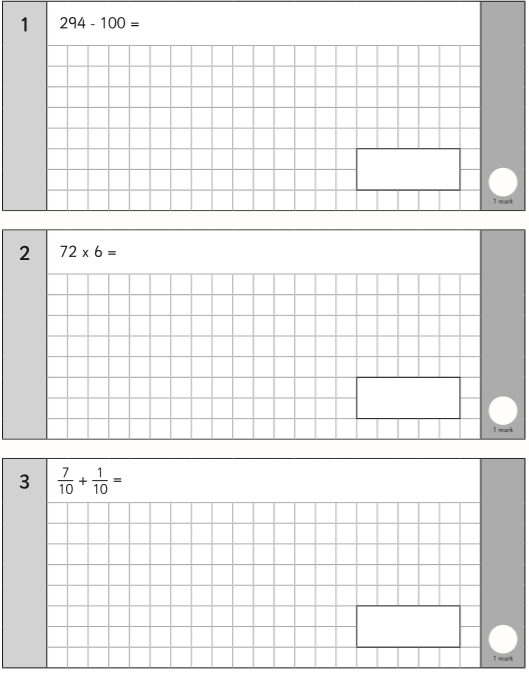 1
294 - 100 =
1 mark
2
72 x 6 =
1 mark
3
7/10 + 1/10 =
1 mark